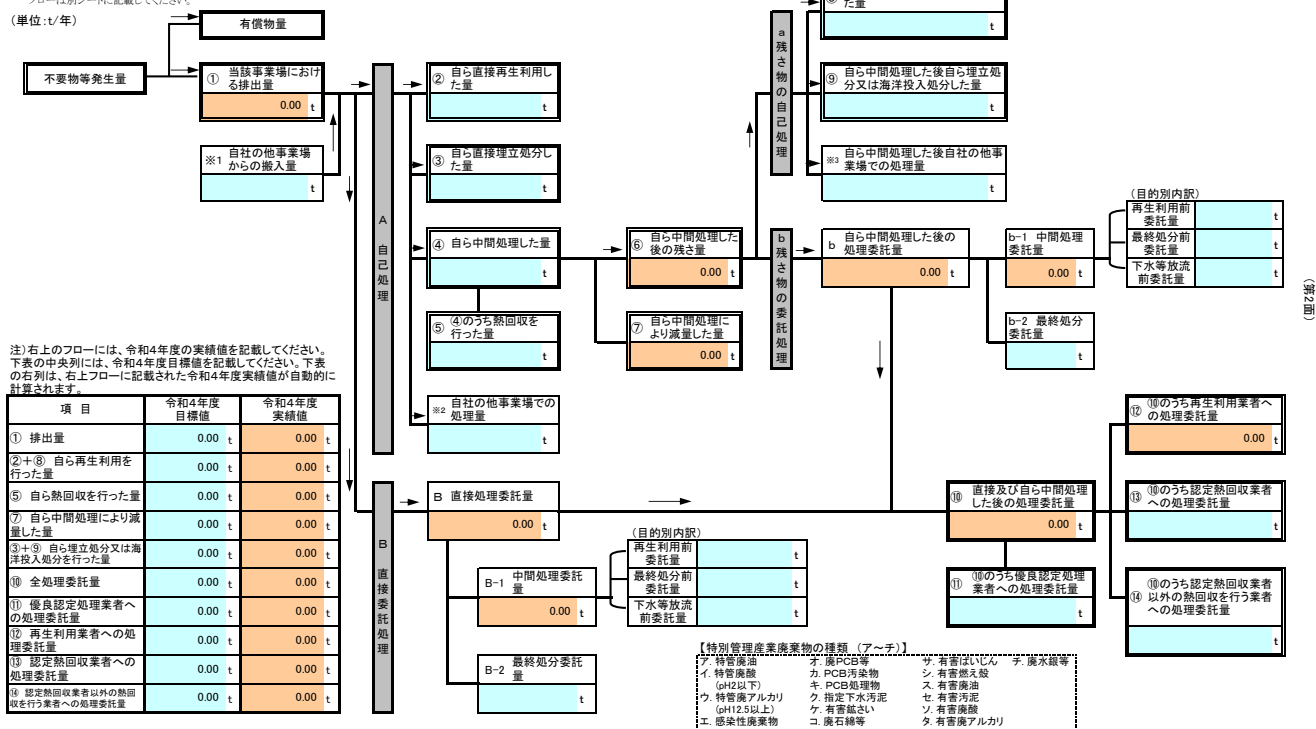 フローは別シートに記載してください。
(単位:t/年)
有償物量
不要物等発生量
① 当該事業場におけ
る排出量
0.00 t
※1 自社の他事業場
からの搬入量
t
A
自己処理
② 自ら直接再生利用し
た量
t
③ 自ら直接埋立処分し
た量
t
④ 自ら中間処理した量
t
⑤ ④のうち熱回収を
行った量
t
※2 自社の他事業場での
処理量
t
⑥ 自ら中間処理した
後の残さ量
0.00 t
⑦ 自ら中間処理によ
り減量した量
0.00 t
a
残さ物の自己処理
た量
t
⑨ 自ら中間処理した後自ら埋立処
分又は海洋投入処分した量
t
※3 自ら中間処理した後自社の他事
業場での処理量
t
b
残さ物の委託処理
b 自ら中間処理した後の
処理委託量
0.00 t
b-1 中間処理
委託量
0.00 t
b-2 最終処分
委託量
t
(目的別内訳)
再生利用前
委託量
t
最終処分前
委託量
t
下水等放流
前委託量
t
(第2面)
注)右上のフローには、令和4年度の実績値を記載してください。
下表の中央列には、令和4年度目標値を記載してください。下表
の右列は、右上フローに記載された令和4年度実績値が自動的に
計算されます。
項 目 令和4年度
目標値 令和4年度
実績値
① 排出量 0.00 t 0.00 t
②+⑧ 自ら再生利用を
行った量 0.00 t 0.00 t
⑤ 自ら熱回収を行った量 0.00 t 0.00 t
⑦ 自ら中間処理により減
量した量 0.00 t 0.00 t
③+⑨ 自ら埋立処分又は海
洋投入処分を行った量 0.00 t 0.00 t
⑩ 全処理委託量 0.00 t 0.00 t
⑪ 優良認定処理業者へ
の処理委託量 0.00 t 0.00 t
⑫ 再生利用業者への処
理委託量 0.00 t 0.00 t
⑬ 認定熱回収業者への
処理委託量 0.00 t 0.00 t
⑭ 認定熱回収業者以外の熱回
収を行う業者への処理委託量 0.00 t 0.00 t
B
直接委託処理
B 直接処理委託量
0.00 t
B-1 中間処理委託
量
0.00 t
B-2 最終処分委託
量
t
(目的別内訳)
再生利用前
委託量
t
最終処分前
委託量
t
下水等放流
前委託量
t
⑩ 直接及び自ら中間処理
した後の処理委託量
0.00 t
⑪ ⑩のうち優良認定処理
業者への処理委託量
t
⑫ ⑩のうち再生利用業者へ
の処理委託量
0.00 t
⑬ ⑩のうち認定熱回収業者
への処理委託量
t
⑭ ⑩のうち認定熱回収業者
以外の熱回収を行う業者
への処理委託量
t
【特別管理産業廃棄物の種類 (ア~チ)】
ア. 特管廃油 オ. 廃PCB等 サ. 有害ばいじん チ. 廃水銀等
イ. 特管廃酸 カ. PCB汚染物 シ. 有害燃え殻
(pH2以下) キ. PCB処理物 ス. 有害廃油
ウ. 特管廃アルカリ ク. 指定下水汚泥 セ. 有害汚泥
(pH12.5以上) ケ. 有害鉱さい ソ. 有害廃酸
エ. 感染性廃棄物 コ. 廃石綿等 タ. 有害廃アルカリ